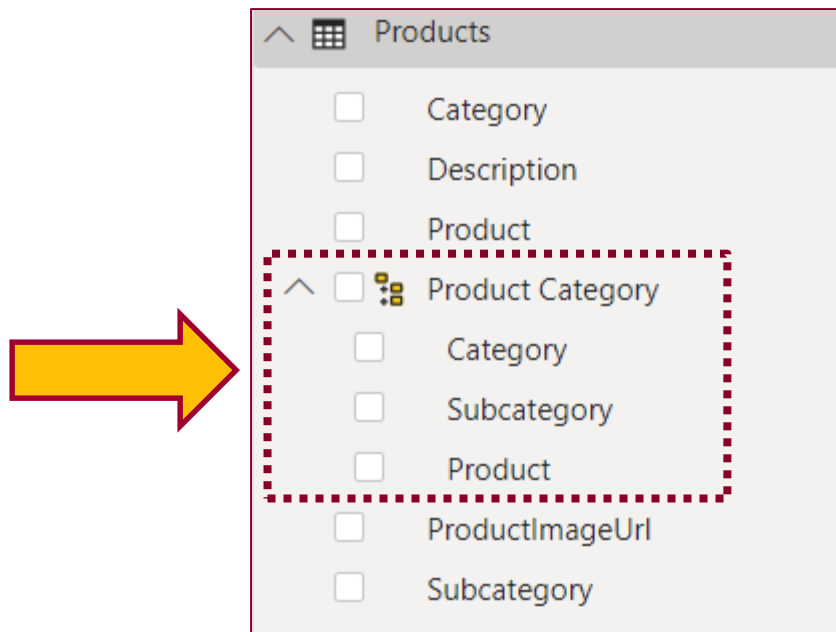 Products
Category
Description
Product
Product Category
Category
Subcategory
Product
ProductImageUrl
Subcategory